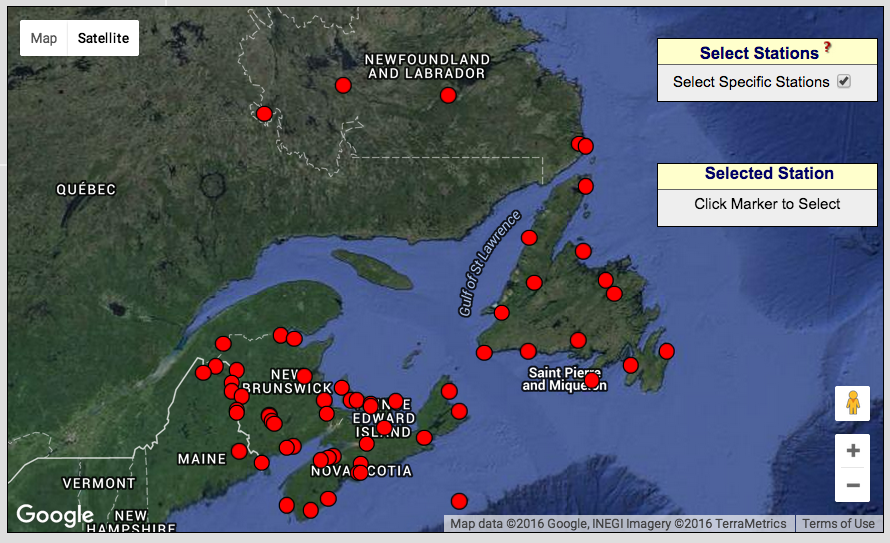 Map Satellite
Select Stations ?
Select Specific Stations
Selected Station
Click Marker to Select
NEWFOUNDLAND
AND LABRADOR
QUÉBEC
Gulf of St Lawrence
Saint Pierre
and Miquelon
NEW
BRUNSWICK
EDWARD
ISLAND
MAINE
NOVA SCOTIA
VERMONT
NEW
HAMPSHIRE
Google
Map data ©2016 Google, INEGI Imagery ©2016 TerraMetrics Terms of Use